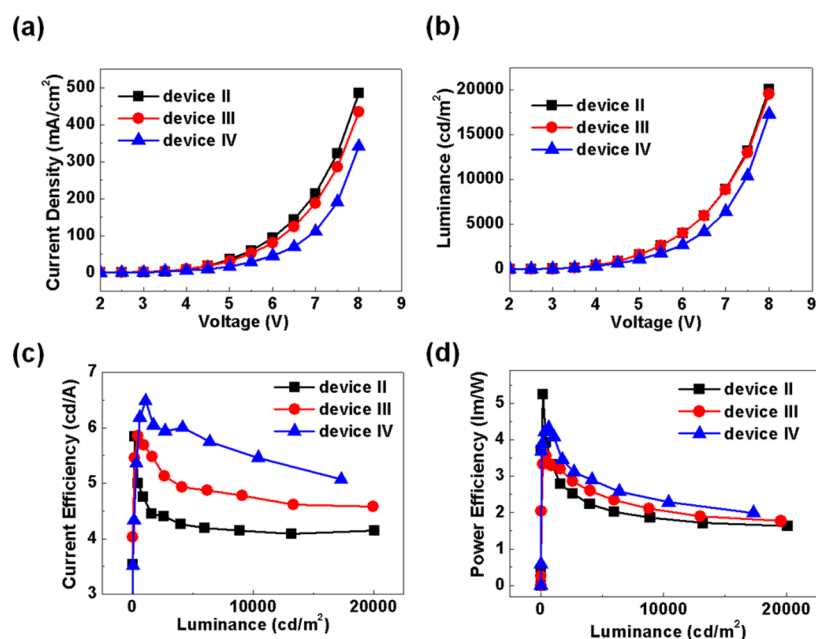 (a)
Current Density (mA/cm²)
500
400
300
200
100
0
device II
device III
device IV
2 3 4 5 6 7 8 9
Voltage (V)
(b)
Luminance (cd/m²)
20000
15000
10000
5000
0
device II
device III
device IV
2 3 4 5 6 7 8 9
Voltage (V)
(c)
Current Efficiency (cd/A)
7
6
5
4
3
device II
device III
device IV
0 10000 20000
Luminance (cd/m²)
(d)
Power Efficiency (lm/W)
5
4
3
2
1
0
device II
device III
device IV
0 10000 20000
Luminance (cd/m²)